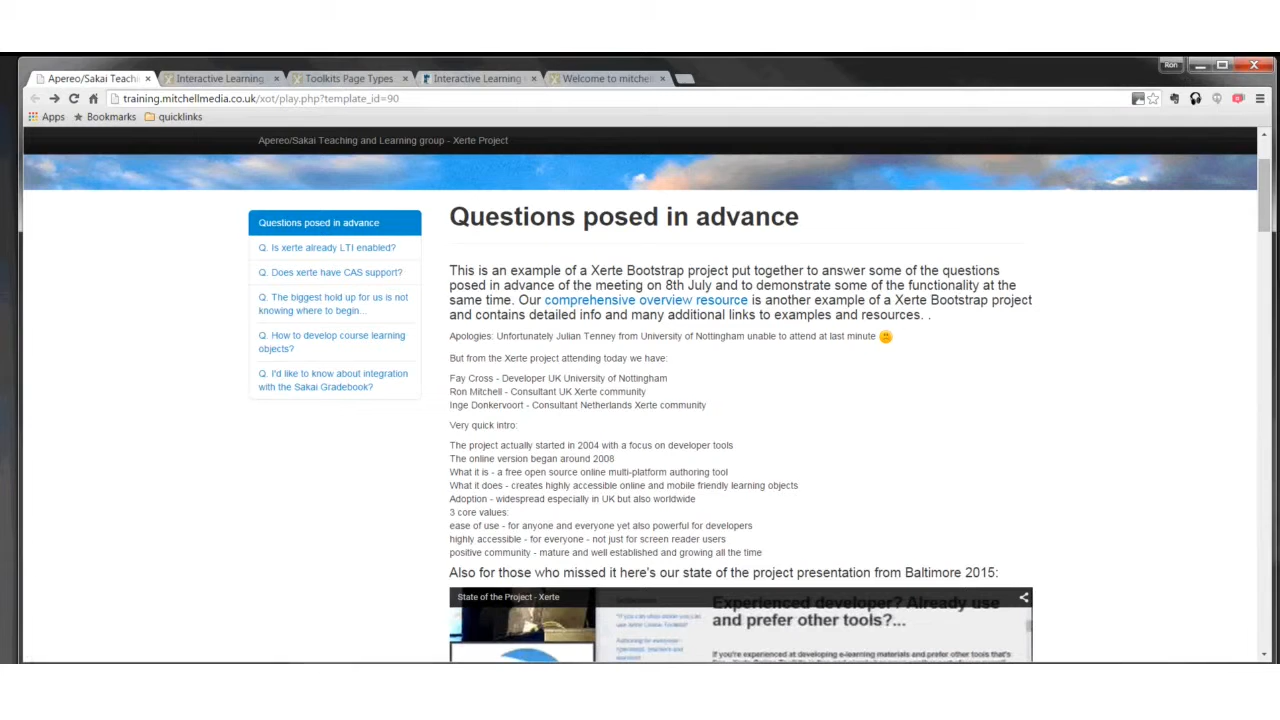 Ron
Apereo/Sakai Teachi
Interactive Learning
Toolkits Page Types
Interactive Learning
Welcome to mitchell
training.mitchellmedia.co.uk/xot/play.php?template_id=90
Apps
Bookmarks
quicklinks
Apereo/Sakai Teaching and Learning group - Xerte Project
Questions posed in advance
Q. Is xerte already LTI enabled?
Q. Does xerte have CAS support?
Q. The biggest hold up for us is not
knowing where to begin...
Q. How to develop course learning
objects?
Q. I'd like to know about integration
with the Sakai Gradebook?
Questions posed in advance
This is an example of a Xerte Bootstrap project put together to answer some of the questions
posed in advance of the meeting on 8th July and to demonstrate some of the functionality at the
same time. Our comprehensive overview resource is another example of a Xerte Bootstrap project
and contains detailed info and many additional links to examples and resources. .
Apologies: Unfortunately Julian Tenney from University of Nottingham unable to attend at last minute
But from the Xerte project attending today we have:
Fay Cross - Developer UK University of Nottingham
Ron Mitchell - Consultant UK Xerte community
Inge Donkervoort - Consultant Netherlands Xerte community
Very quick intro:
The project actually started in 2004 with a focus on developer tools
The online version began around 2008
What it is - a free open source online multi-platform authoring tool
What it does - creates highly accessible online and mobile friendly learning objects
Adoption - widespread especially in UK but also worldwide
3 core values:
ease of use - for anyone and everyone yet also powerful for developers
highly accessible - for everyone - not just for screen reader users
positive community - mature and well established and growing all the time
Also for those who missed it here's our state of the project presentation from Baltimore 2015:
State of the Project - Xerte
Experienced developer? Already use
and prefer other tools?...
If you're experienced at developing e-learning materials and prefer other tools that's